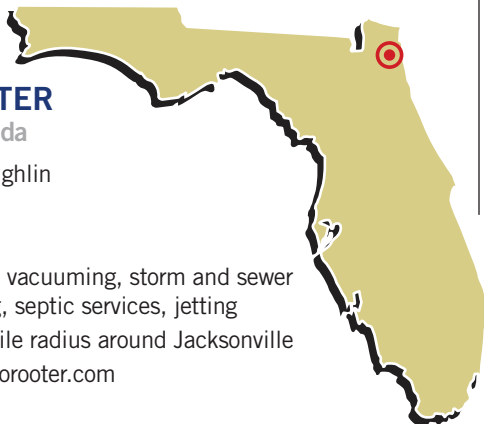 TER
da
ghlin
vacuuming, storm and sewer
, septic services, jetting
ile radius around Jacksonville
orooter.com